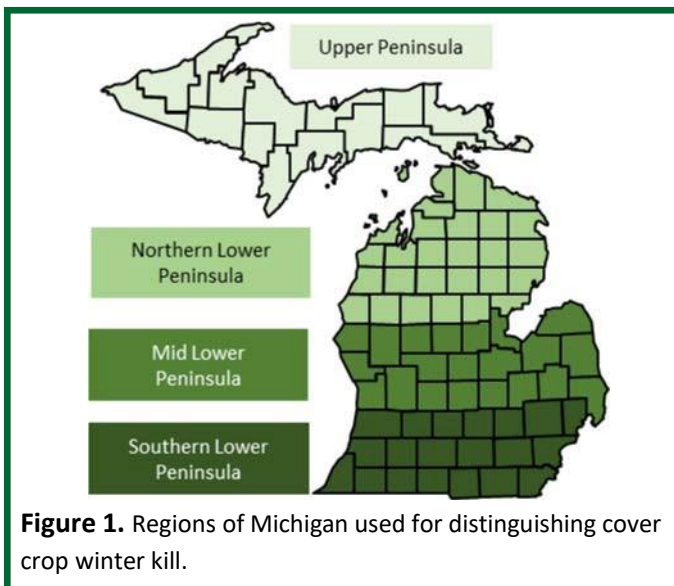 Upper Peninsula
Northern Lower
Peninsula
Mid Lower
Peninsula
Southern Lower
Peninsula
Figure 1. Regions of Michigan used for distinguishing cover
crop winter kill.